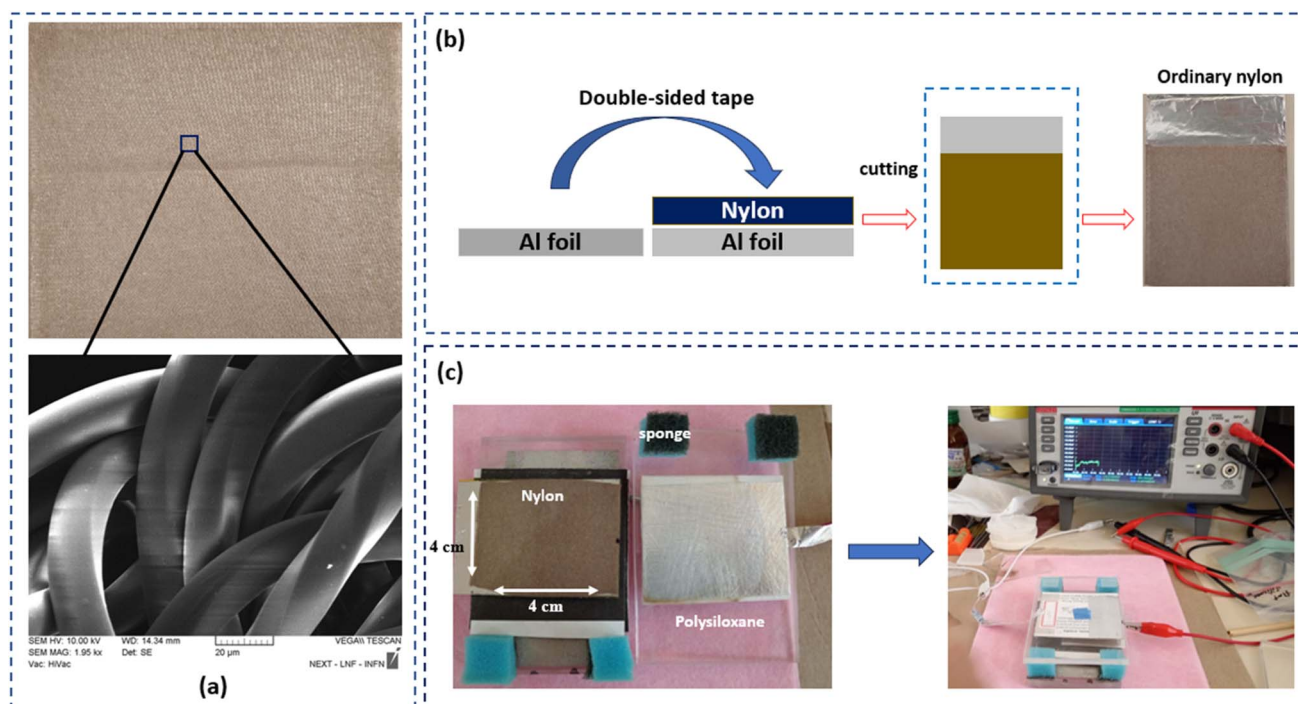 (a)
SEM HV: 10.00 kV
WD: 14.34 mm
VEGA\\ TESCAN
SEM MAG: 1.95 kx
Det: SE
20 µm
Vac: HiVac
NEXT - LNF - INFN
(b)
Double-sided tape
Nylon
Al foil
Al foil
cutting
Ordinary nylon
(c)
sponge
Nylon
4 cm
4 cm
Polysiloxane